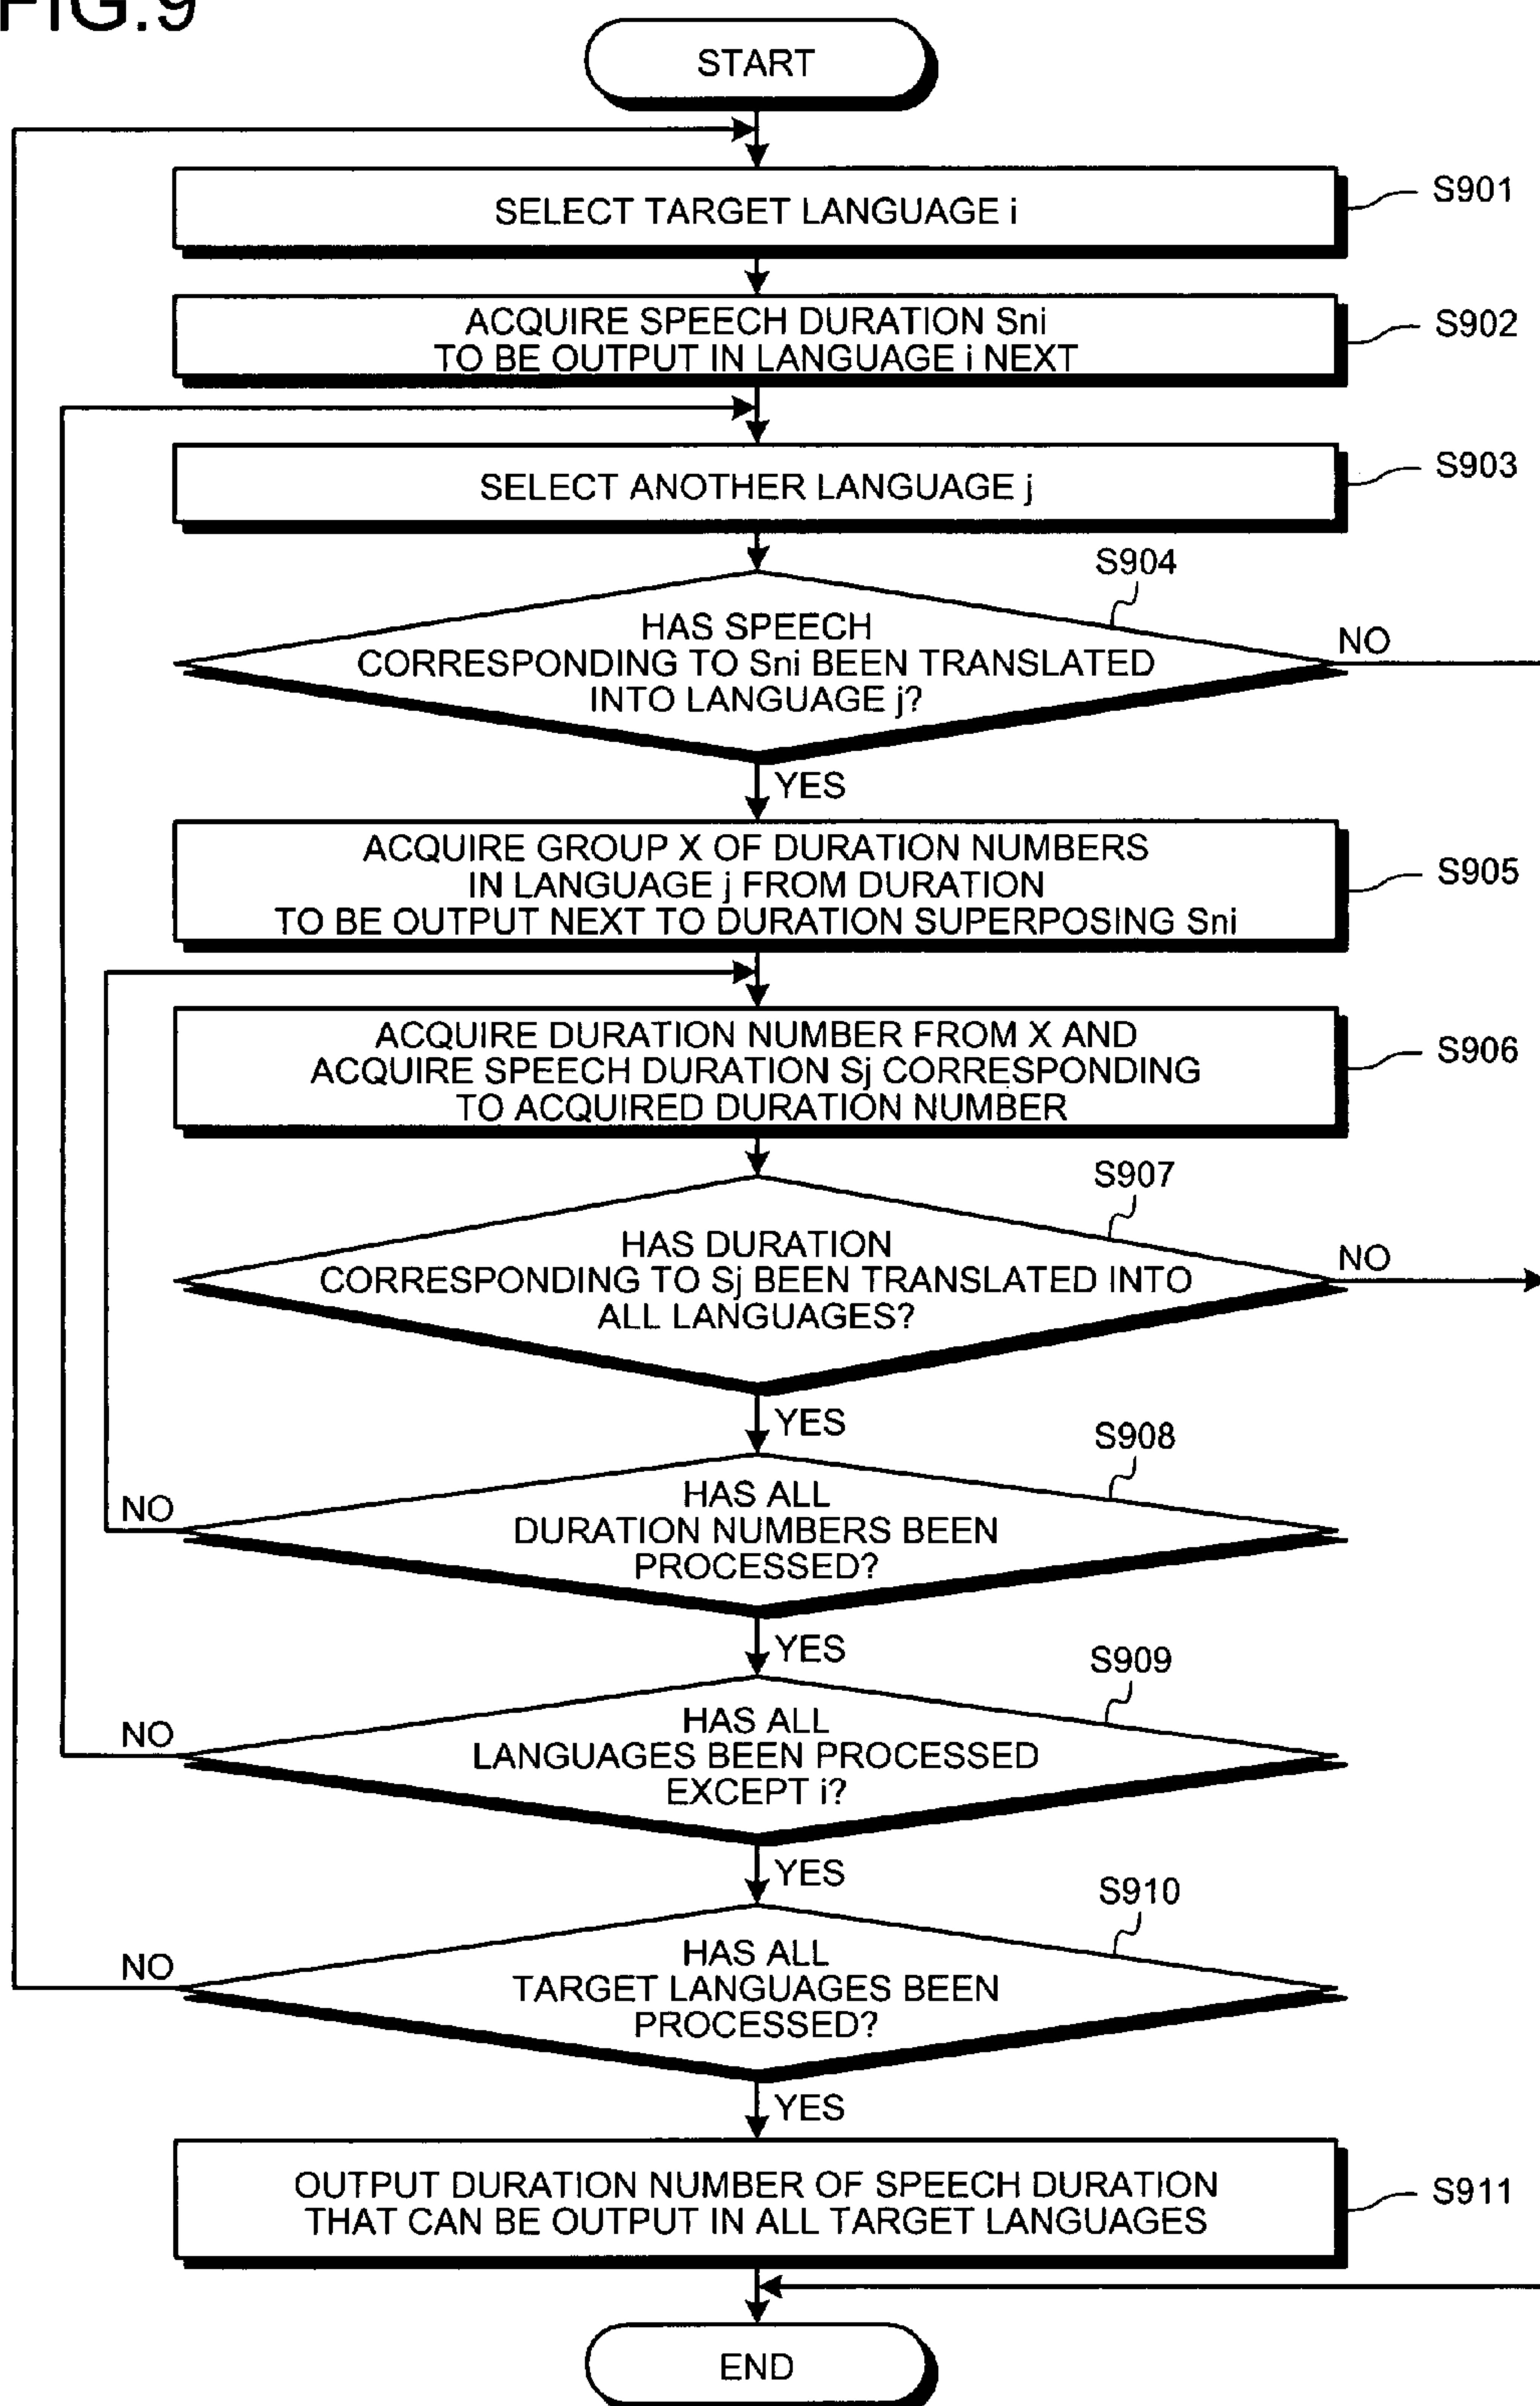 FIG.9
START
SELECT TARGET LANGUAGE i
S901
ACQUIRE SPEECH DURATION Sni
TO BE OUTPUT IN LANGUAGE i NEXT
S902
SELECT ANOTHER LANGUAGE j
S903
S904
HAS SPEECH
CORRESPONDING TO Sni BEEN TRANSLATED
INTO LANGUAGE j?
NO
YES
ACQUIRE GROUP X OF DURATION NUMBERS
IN LANGUAGE j FROM DURATION
TO BE OUTPUT NEXT TO DURATION SUPERPOSING Sni
S905
ACQUIRE DURATION NUMBER FROM X AND
ACQUIRE SPEECH DURATION Sj CORRESPONDING
TO ACQUIRED DURATION NUMBER
S906
S907
HAS DURATION
CORRESPONDING TO Sj BEEN TRANSLATED INTO
ALL LANGUAGES?
NO
YES
S908
HAS ALL
DURATION NUMBERS BEEN
PROCESSED?
NO
YES
S909
HAS ALL
LANGUAGES BEEN PROCESSED
EXCEPT i?
NO
YES
S910
HAS ALL
TARGET LANGUAGES BEEN
PROCESSED?
NO
YES
OUTPUT DURATION NUMBER OF SPEECH DURATION
THAT CAN BE OUTPUT IN ALL TARGET LANGUAGES
S911
END